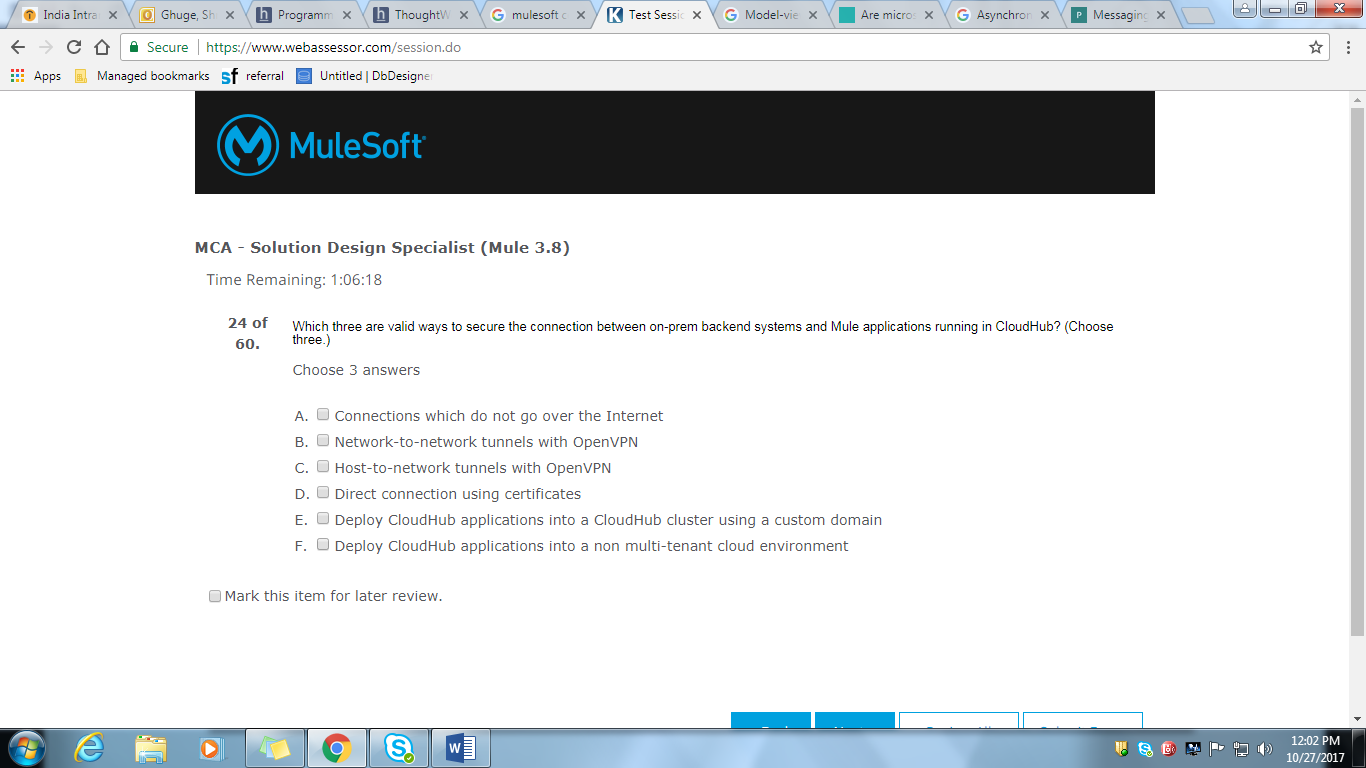 India Intra
Ghuge, Sh
Programm
ThoughtW
mulesoft c
Test Sessi
Model-vie
Are micros
Asynchron
Messaging
Secure
https://www.webassessor.com/session.do
Apps
Managed bookmarks
sf referral
Untitled | DbDesigner
MuleSoft
MCA - Solution Design Specialist (Mule 3.8)
Time Remaining: 1:06:18
24 of
60.
Which three are valid ways to secure the connection between on-prem backend systems and Mule applications running in CloudHub? (Choose
three.)
Choose 3 answers
A. Connections which do not go over the Internet
B. Network-to-network tunnels with OpenVPN
C. Host-to-network tunnels with OpenVPN
D. Direct connection using certificates
E. Deploy CloudHub applications into a CloudHub cluster using a custom domain
F. Deploy CloudHub applications into a non multi-tenant cloud environment
Mark this item for later review.
12:02 PM
10/27/2017